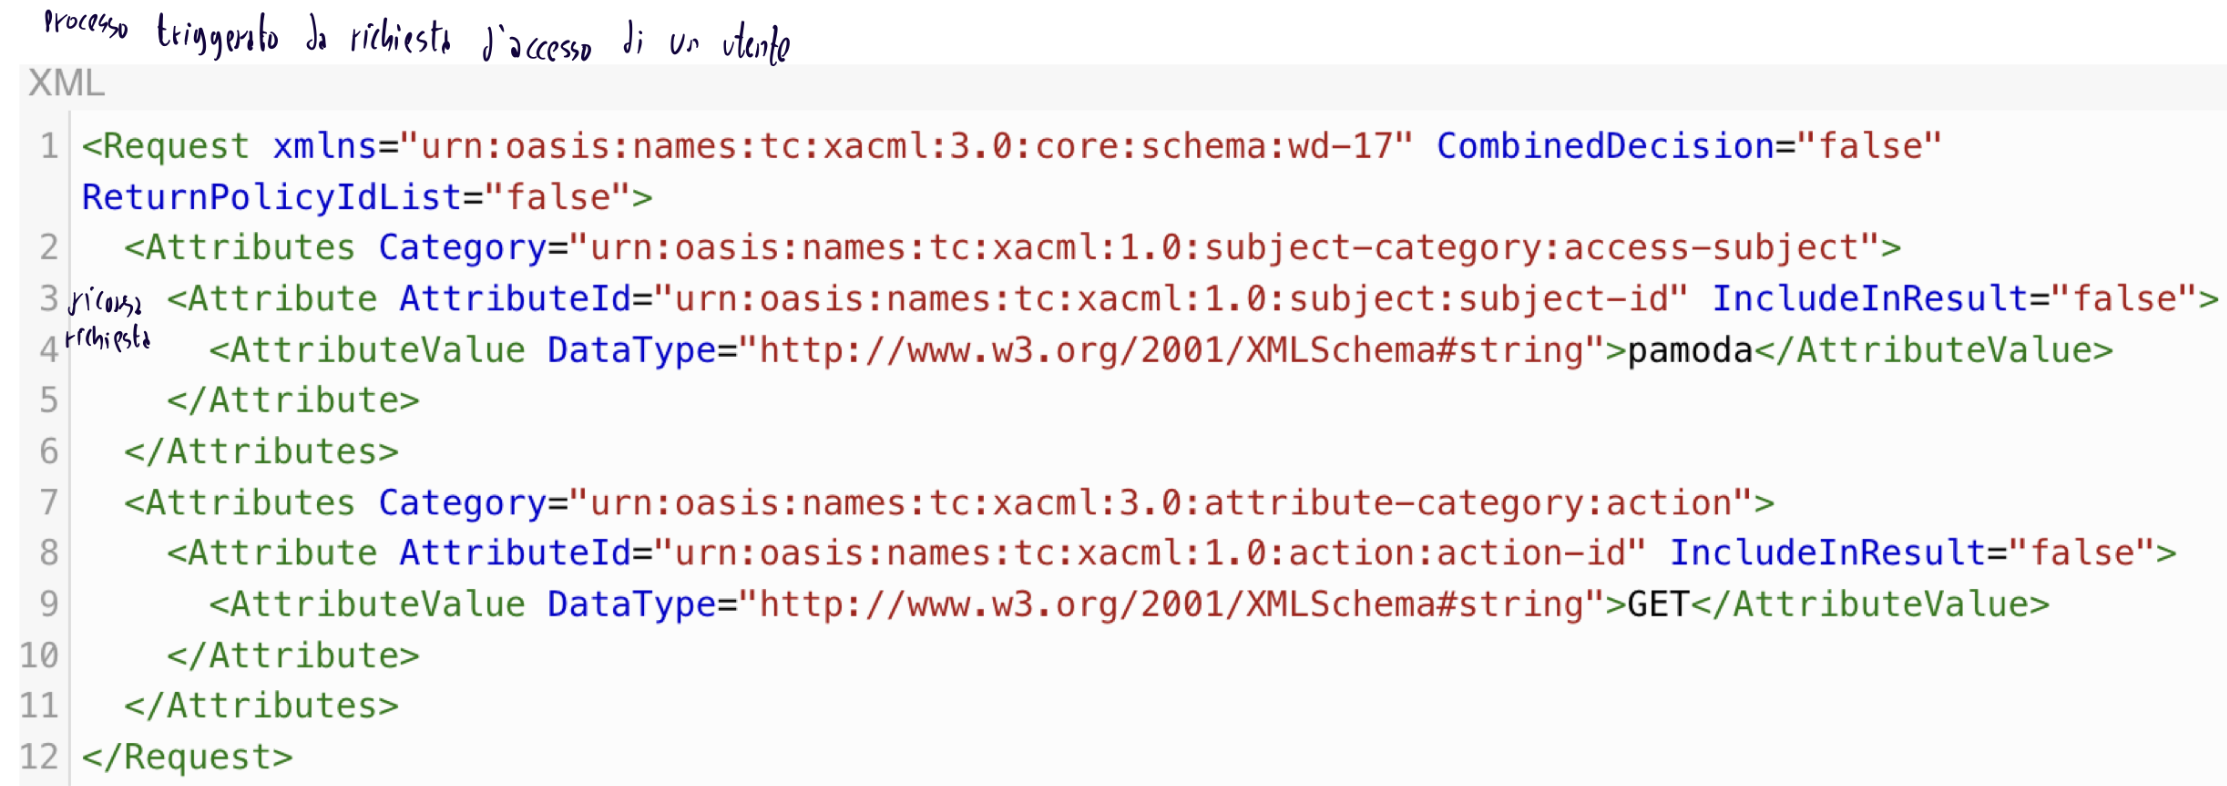 processo triggerato da richiesta d'accesso di un utente
XML
1 <Request xmlns="urn:oasis:names:tc:xacml:3.0:core:schema:wd-17" CombinedDecision="false"
ReturnPolicyIdList="false">
2 <Attributes Category="urn:oasis:names:tc:xacml:1.0:subject-category:access-subject">
3 <Attribute AttributeId="urn:oasis:names:tc:xacml:1.0:subject:subject-id" IncludeInResult="false">
risorsa
richiesta
4 <AttributeValue DataType="http://www.w3.org/2001/XMLSchema#string">pamoda</AttributeValue>
5 </Attribute>
6 </Attributes>
7 <Attributes Category="urn:oasis:names:tc:xacml:3.0:attribute-category:action">
8 <Attribute AttributeId="urn:oasis:names:tc:xacml:1.0:action:action-id" IncludeInResult="false">
9 <AttributeValue DataType="http://www.w3.org/2001/XMLSchema#string">GET</AttributeValue>
10 </Attribute>
11 </Attributes>
12 </Request>